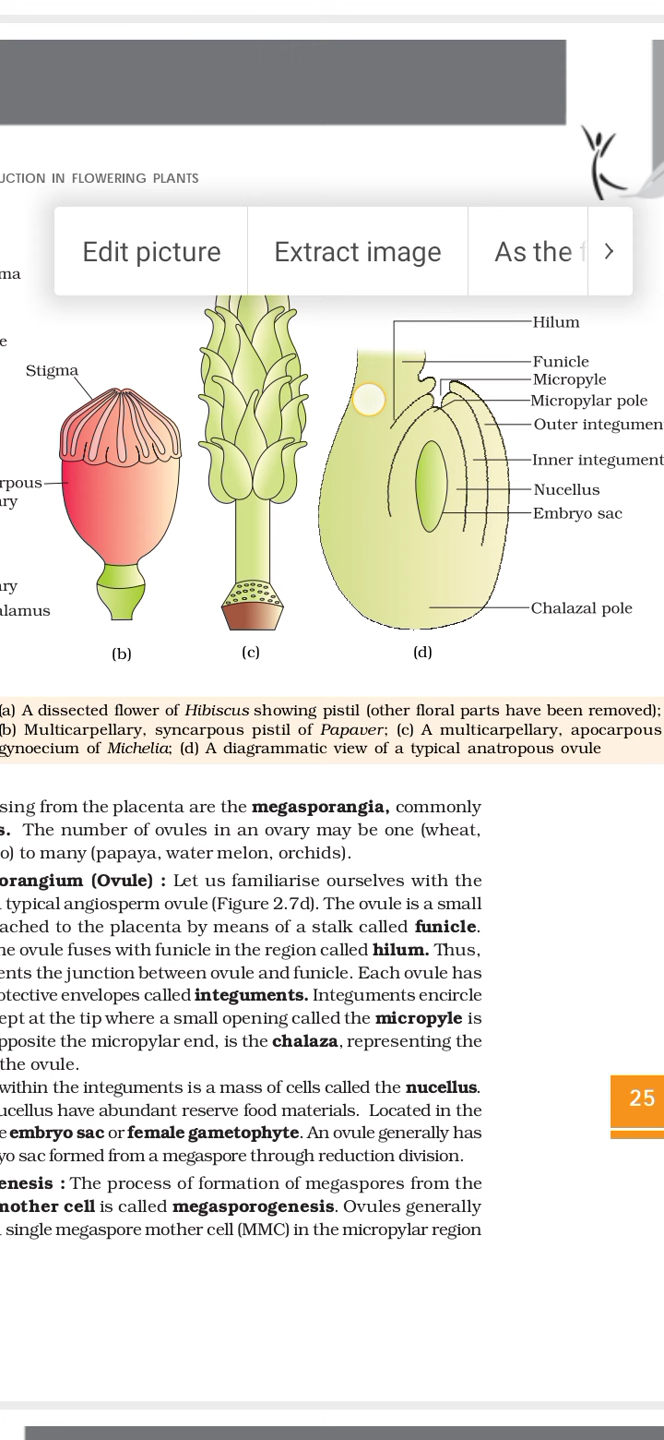 UCTION IN FLOWERING PLANTS
Edit picture
Extract image
As the
ma
e
Stigma
rpous
ary
ary
alamus
Hilum
Funicle
Micropyle
Micropylar pole
Outer integumen
Inner integument
Nucellus
Embryo sac
Chalazal pole
(b)
(c)
(d)
(a) A dissected flower of Hibiscus showing pistil (other floral parts have been removed);
(b) Multicarpellary, syncarpous pistil of Papaver; (c) A multicarpellary, apocarpous
gynoecium of Michelia; (d) A diagrammatic view of a typical anatropous ovule
sing from the placenta are the megasporangia, commonly
s. The number of ovules in an ovary may be one (wheat,
o) to many (papaya, water melon, orchids).
orangium (Ovule) : Let us familiarise ourselves with the
typical angiosperm ovule (Figure 2.7d). The ovule is a small
ached to the placenta by means of a stalk called funicle.
he ovule fuses with funicle in the region called hilum. Thus,
ents the junction between ovule and funicle. Each ovule has
otective envelopes called integuments. Integuments encircle
ept at the tip where a small opening called the micropyle is
pposite the micropylar end, is the chalaza, representing the
the ovule.
within the integuments is a mass of cells called the nucellus.
ucellus have abundant reserve food materials. Located in the
e embryo sac or female gametophyte. An ovule generally has
yo sac formed from a megaspore through reduction division.
25
enesis : The process of formation of megaspores from the
mother cell is called megasporogenesis. Ovules generally
single megaspore mother cell (MMC) in the micropylar region